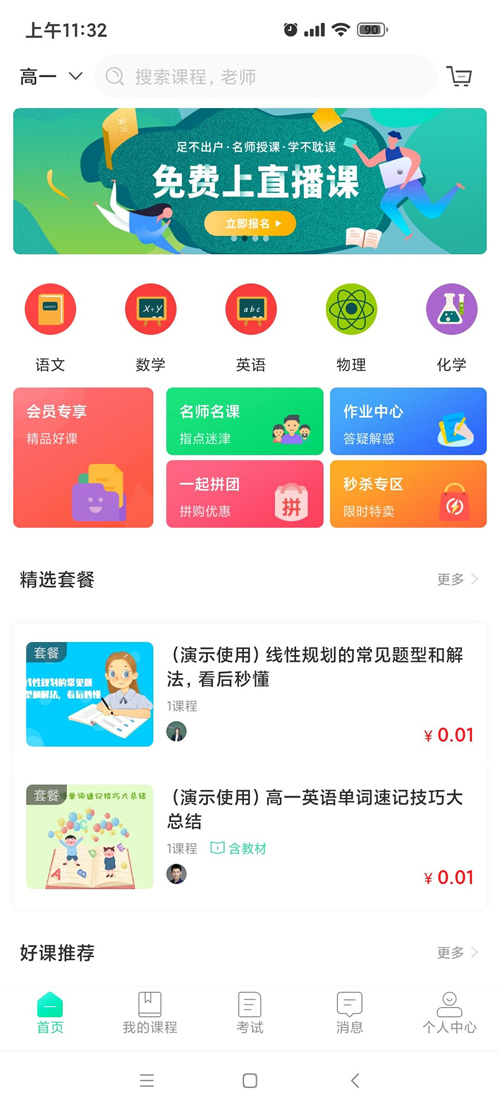 上午11:32
90
高一
搜索课程, 老师
足不出户·名师授课·学不耽误
免费上直播课
立即报名
语文
X+Y
数学
abc
英语
物理
化学
会员专享
精品好课
名师名课
指点迷津
作业中心
答疑解惑
一起拼团
拼购优惠
拼
秒杀专区
限时特卖
精选套餐
更多
套餐
线性规划的常见题
型和解法，看后秒懂
（演示使用）线性规划的常见题型和解
法，看后秒懂
1课程
¥ 0.01
套餐
单词速记技巧大总结
A B D E
（演示使用）高一英语单词速记技巧大
总结
1课程
含教材
¥ 0.01
好课推荐
更多
首页
我的课程
考试
消息
个人中心